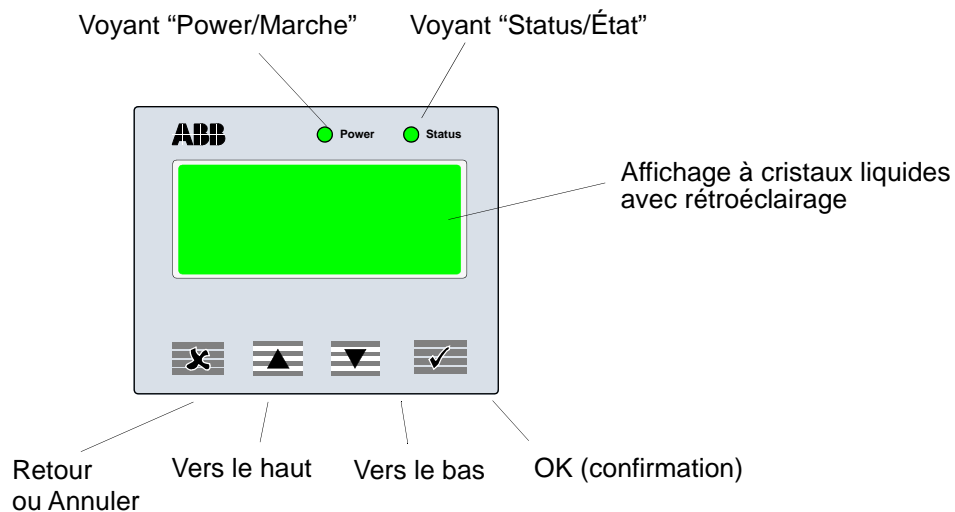 Voyant “Power/Marche”
Voyant “Status/État”
ABB
Power
Status
Affichage à cristaux liquides
avec rétroéclairage
Retour
ou Annuler
Vers le haut
Vers le bas
OK (confirmation)